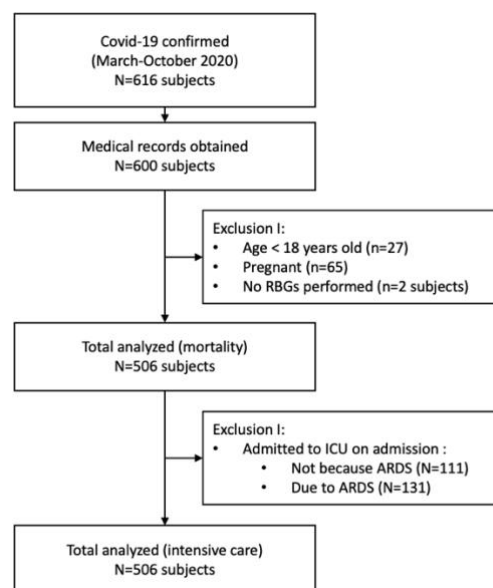 Covid-19 confirmed
(March-October 2020)
N=616 subjects
Medical records obtained
N=600 subjects
Exclusion I:
• Age < 18 years old (n=27)
• Pregnant (n=65)
• No RBGs performed (n=2 subjects)
Total analyzed (mortality)
N=506 subjects
Exclusion I:
• Admitted to ICU on admission :
• Not because ARDS (N=111)
• Due to ARDS (N=131)
Total analyzed (intensive care)
N=506 subjects